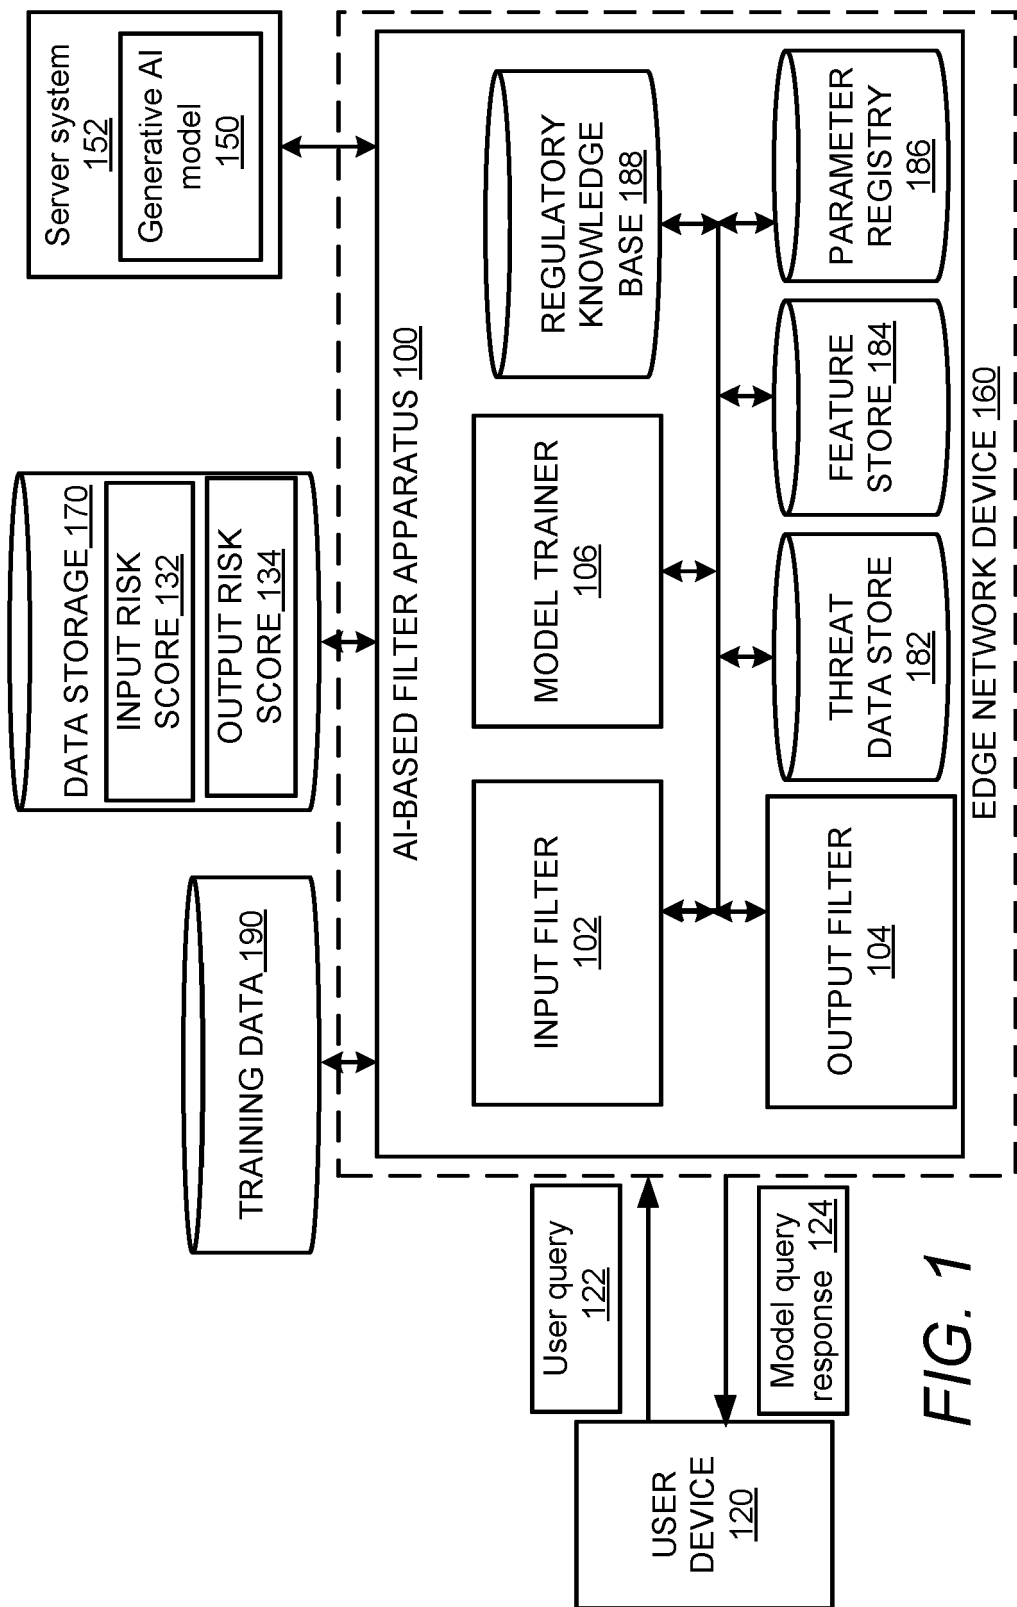 USER
DEVICE
120
User query
122
Model query
response 124
TRAINING DATA 190
DATA STORAGE 170
INPUT RISK
SCORE 132
OUTPUT RISK
SCORE 134
Server system
152
Generative AI
model
150
AI-BASED FILTER APPARATUS 100
INPUT FILTER
102
MODEL TRAINER
106
REGULATORY
KNOWLEDGE
BASE 188
OUTPUT FILTER
104
THREAT
DATA STORE
182
FEATURE
STORE 184
PARAMETER
REGISTRY
186
EDGE NETWORK DEVICE 160
FIG. 1